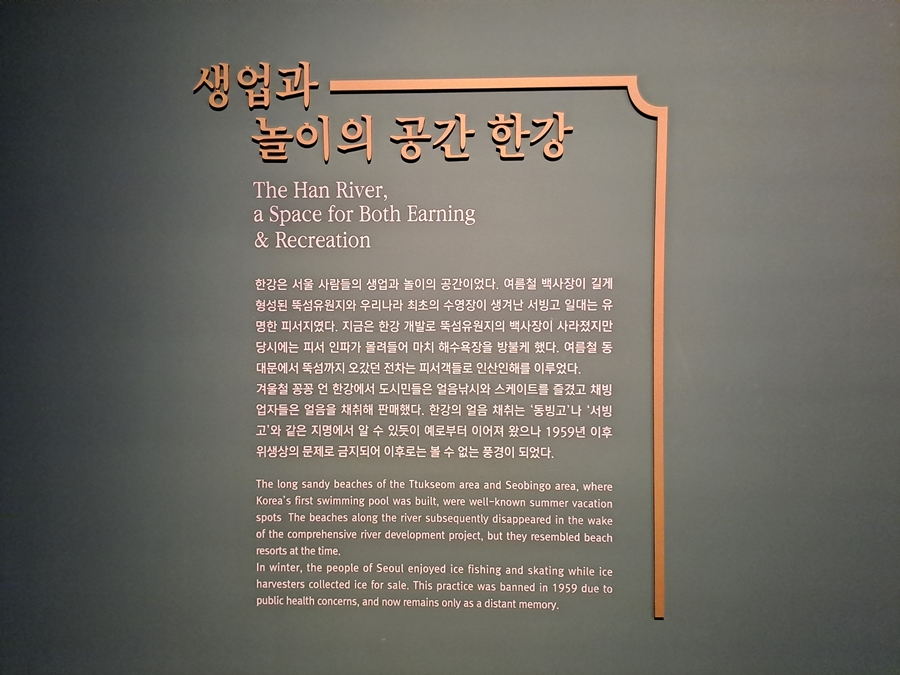 생업과
놀이의 공간 한강
The Han River,
a Space for Both Earning
& Recreation
한강은 서울 사람들의 생업과 놀이의 공간이었다. 여름철 백사장이 길게
형성된 뚝섬유원지와 우리나라 최초의 수영장이 생겨난 서빙고 일대는 유
명한 피서지였다. 지금은 한강 개발로 뚝섬유원지의 백사장이 사라졌지만
당시에는 피서 인파가 몰려들어 마치 해수욕장을 방불케 했다. 여름철 동
대문에서 뚝섬까지 오갔던 전차는 피서객들로 인산인해를 이루었다.
겨울철 꽁꽁 언 한강에서 도시민들은 얼음낚시와 스케이트를 즐겼고 채빙
업자들은 얼음을 채취해 판매했다. 한강의 얼음 채취는 '동빙고'나 '서빙
고'와 같은 지명에서 알 수 있듯이 예로부터 이어져 왔으나 1959년 이후
위생상의 문제로 금지되어 이후로는 볼 수 없는 풍경이 되었다.
The long sandy beaches of the Ttukseom area and Seobingo area, where
Korea's first swimming pool was built, were well-known summer vacation
spots The beaches along the river subsequently disappeared in the wake
of the comprehensive river development project, but they resembled beach
resorts at the time.
In winter, the people of Seoul enjoyed ice fishing and skating while ice
harvesters collected ice for sale. This practice was banned in 1959 due to
public health concerns, and now remains only as a distant memory.